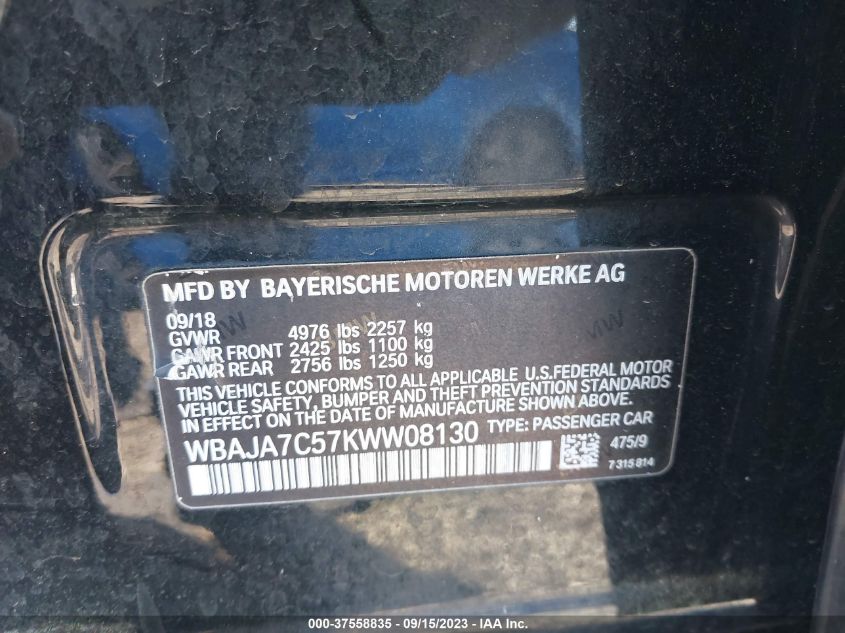 MFD BY BAYERISCHE MOTOREN WERKE AG
09/18
GVWR 4976 lbs 2257 kg
GAWR FRONT 2425 lbs 1100 kg
GAWR REAR 2756 lbs 1250 kg
THIS VEHICLE CONFORMS TO ALL APPLICABLE U.S.FEDERAL MOTOR
VEHICLE SAFETY, BUMPER AND THEFT PREVENTION STANDARDS
IN EFFECT ON THE DATE OF MANUFACTURE SHOWN ABOVE.
WBAJA7C57KWW08130 TYPE: PASSENGER CAR
475/9
7315814
000-37558835 - 09/15/2023 - © IAA Inc.